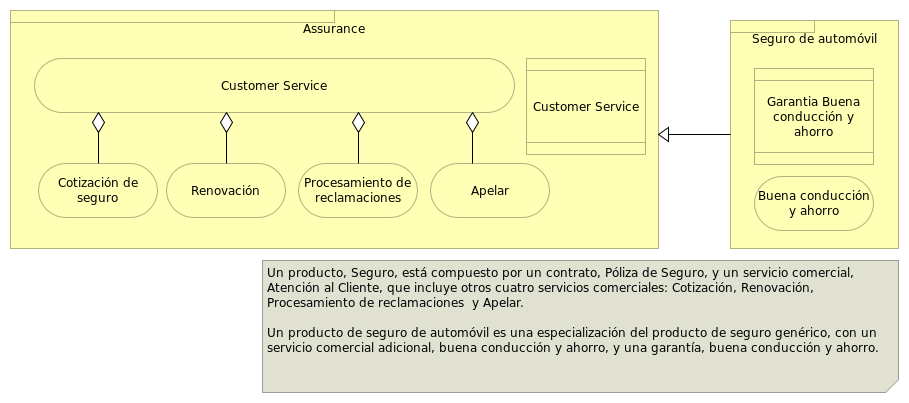 Assurance
Customer Service
Customer Service
Cotización de
seguro
Renovación
Procesamiento de
reclamaciones
Apelar
Seguro de automóvil
Garantia Buena
conducción y
ahorro
Buena conducción
y ahorro
Un producto, Seguro, está compuesto por un contrato, Póliza de Seguro, y un servicio comercial,
Atención al Cliente, que incluye otros cuatro servicios comerciales: Cotización, Renovación,
Procesamiento de reclamaciones y Apelar.
Un producto de seguro de automóvil es una especialización del producto de seguro genérico, con un
servicio comercial adicional, buena conducción y ahorro, y una garantía, buena conducción y ahorro.